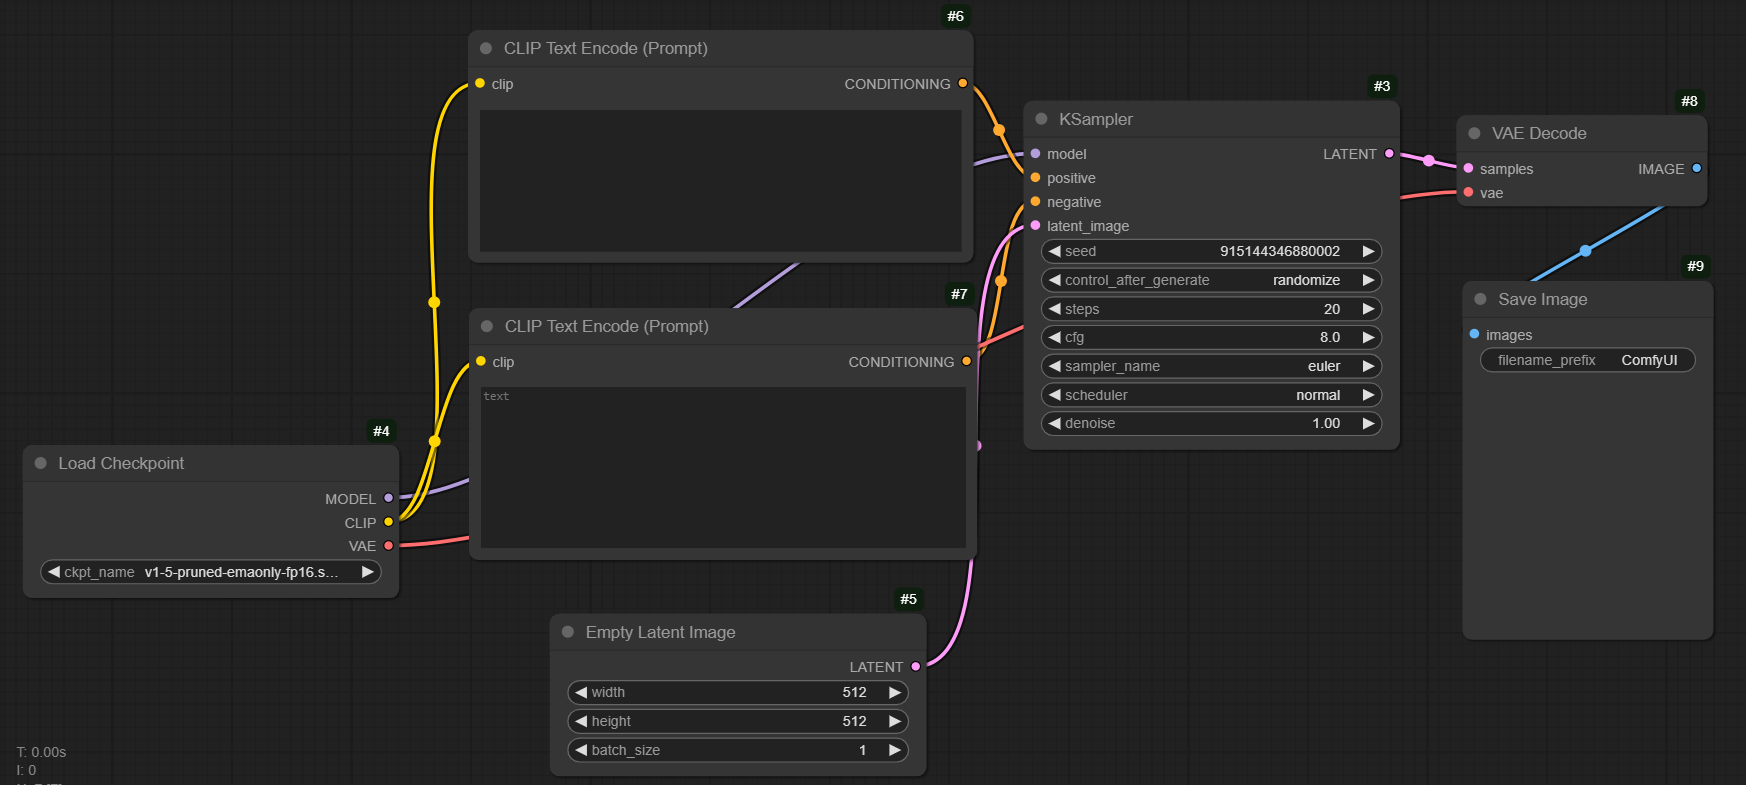 #6
CLIP Text Encode (Prompt)
clip
CONDITIONING
#7
CLIP Text Encode (Prompt)
clip
CONDITIONING
text
#4
Load Checkpoint
MODEL
CLIP
VAE
ckpt_name v1-5-pruned-emaonly-fp16.s...
#5
Empty Latent Image
LATENT
width 512
height 512
batch_size 1
#3
KSampler
model LATENT
positive
negative
latent_image
seed 915144346880002
control_after_generate randomize
steps 20
cfg 8.0
sampler_name euler
scheduler normal
denoise 1.00
#8
VAE Decode
samples IMAGE
vae
#9
Save Image
images
filename_prefix ComfyUI
T: 0.00s
I: 0